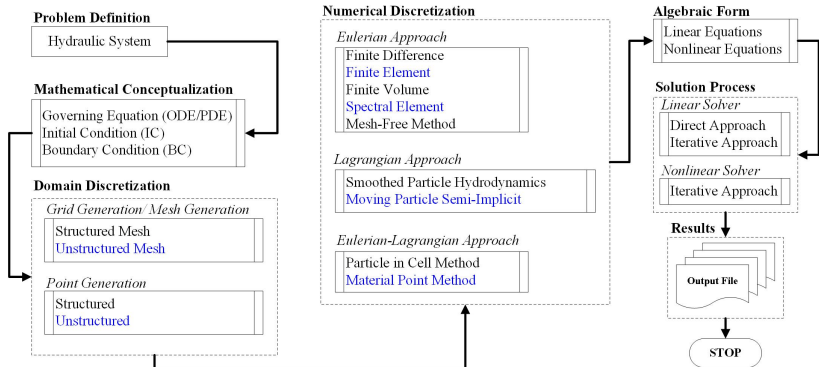 Problem Definition
Hydraulic System
Mathematical Conceptualization
Governing Equation (ODE/PDE)
Initial Condition (IC)
Boundary Condition (BC)
Domain Discretization
Grid Generation/ Mesh Generation
Structured Mesh
Unstructured Mesh
Point Generation
Structured
Unstructured
Numerical Discretization
Eulerian Approach
Finite Difference
Finite Element
Finite Volume
Spectral Element
Mesh-Free Method
Lagrangian Approach
Smoothed Particle Hydrodynamics
Moving Particle Semi-Implicit
Eulerian-Lagrangian Approach
Particle in Cell Method
Material Point Method
Algebraic Form
Linear Equations
Nonlinear Equations
Solution Process
Linear Solver
Direct Approach
Iterative Approach
Nonlinear Solver
Iterative Approach
Results
Output File
STOP